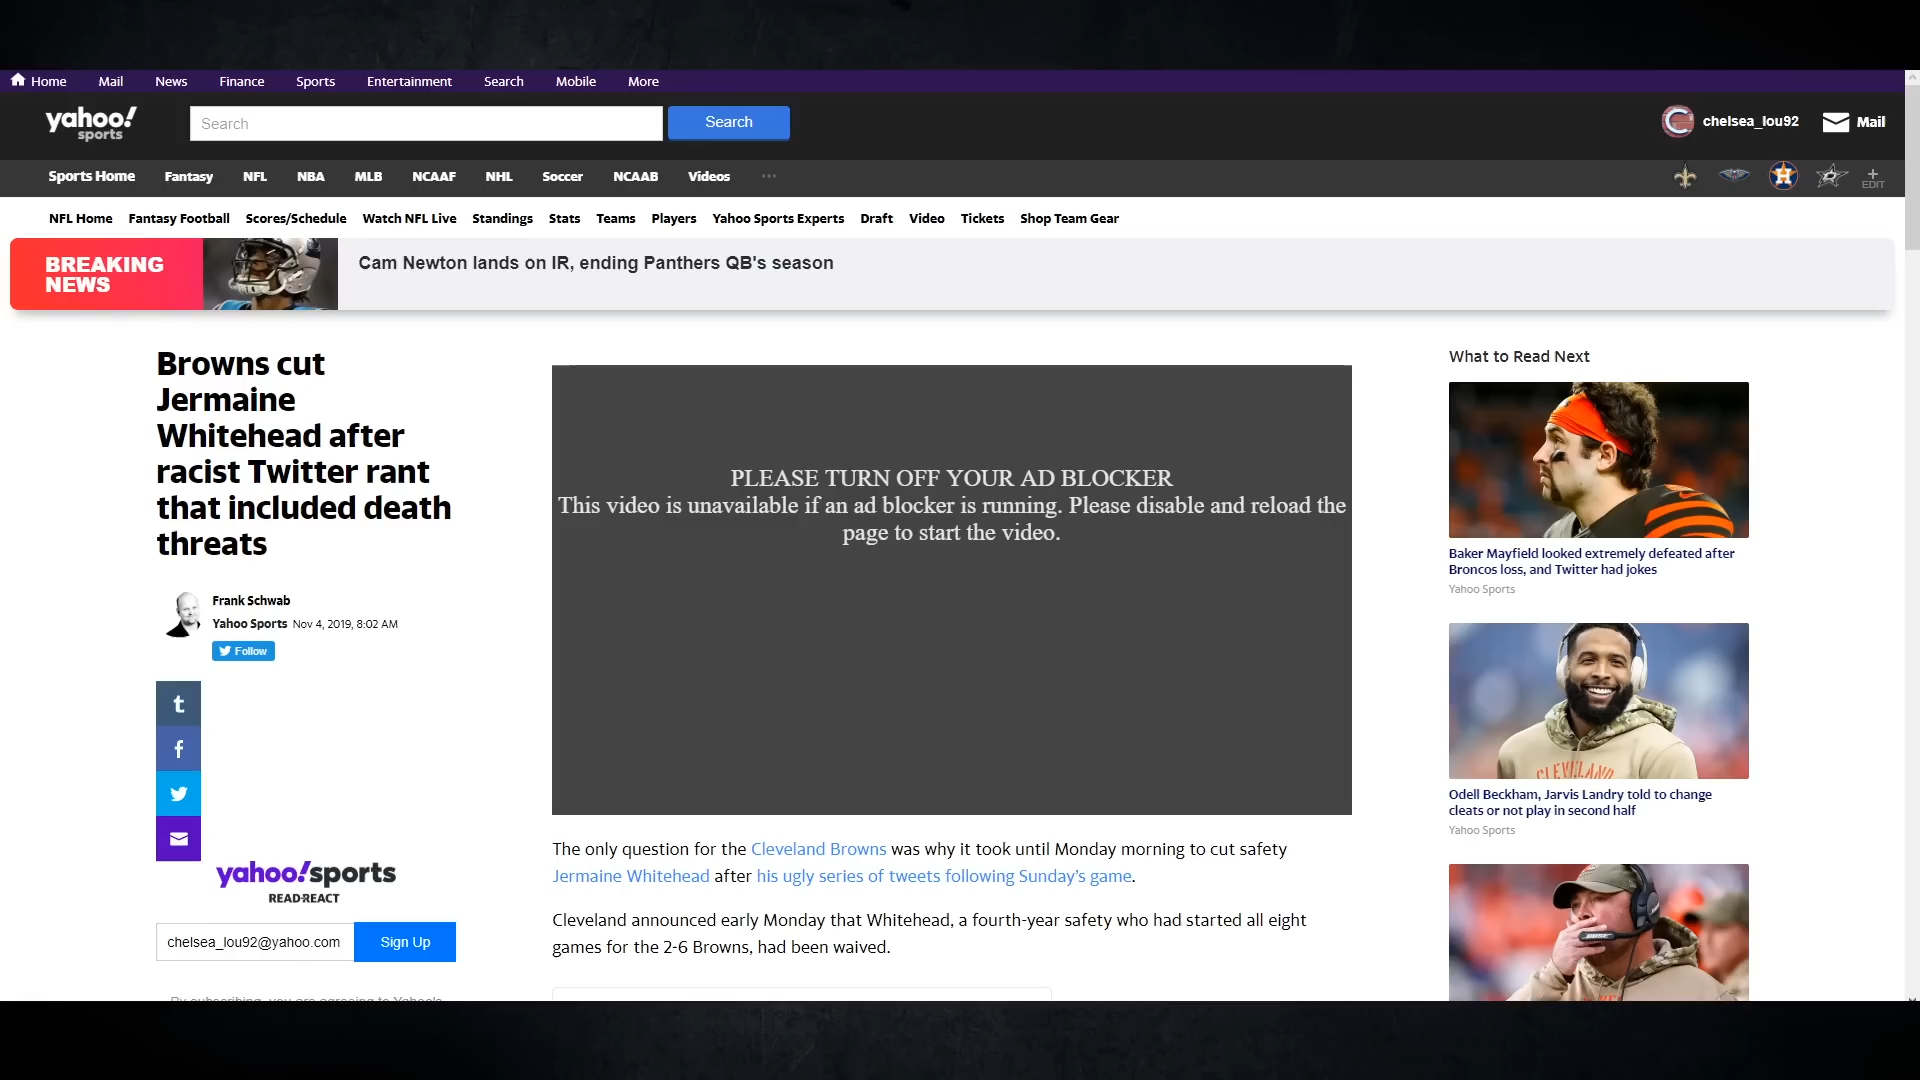 Home Mail News Finance Sports Entertainment Search Mobile More
yahoo!
sports
Search
Search
chelsea_lou92
Mail
Sports Home Fantasy NFL NBA MLB NCAAF NHL Soccer NCAAB Videos
EDIT
NFL Home Fantasy Football Scores/Schedule Watch NFL Live Standings Stats Teams Players Yahoo Sports Experts Draft Video Tickets Shop Team Gear
BREAKING
NEWS
Cam Newton lands on IR, ending Panthers QB's season
Browns cut
Jermaine
Whitehead after
racist Twitter rant
that included death
threats
Frank Schwab
Yahoo Sports Nov 4, 2019, 8:02 AM
Follow
yahoo!sports
READ+REACT
chelsea_lou92@yahoo.com
Sign Up
By subscribing, you are agreeing to Yahoo's
PLEASE TURN OFF YOUR AD BLOCKER
This video is unavailable if an ad blocker is running. Please disable and reload the
page to start the video.
The only question for the Cleveland Browns was why it took until Monday morning to cut safety
Jermaine Whitehead after his ugly series of tweets following Sunday's game.
Cleveland announced early Monday that Whitehead, a fourth-year safety who had started all eight
games for the 2-6 Browns, had been waived.
What to Read Next
Baker Mayfield looked extremely defeated after
Broncos loss, and Twitter had jokes
Yahoo Sports
CLEVELAND
Odell Beckham, Jarvis Landry told to change
cleats or not play in second half
Yahoo Sports
BOSE